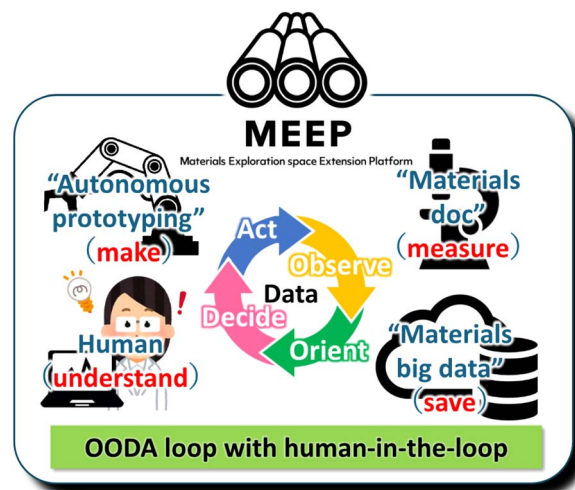 MEEP
Materials Exploration space Extension Platform
“Autonomous
prototyping”
(make)
“Materials
doc”
(measure)
Act
Observe
Data
Decide
Orient
Human
(understand)
“Materials
big data”
(save)
OODA loop with human-in-the-loop